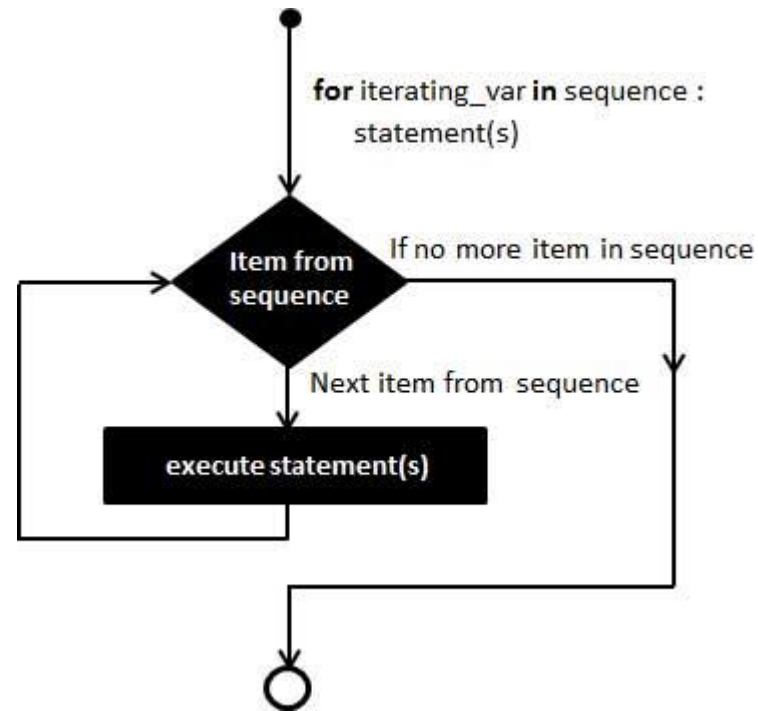 for iterating_var in sequence :
statement(s)
If no more item in sequence
Item from
sequence
Next item from sequence
execute statement(s)